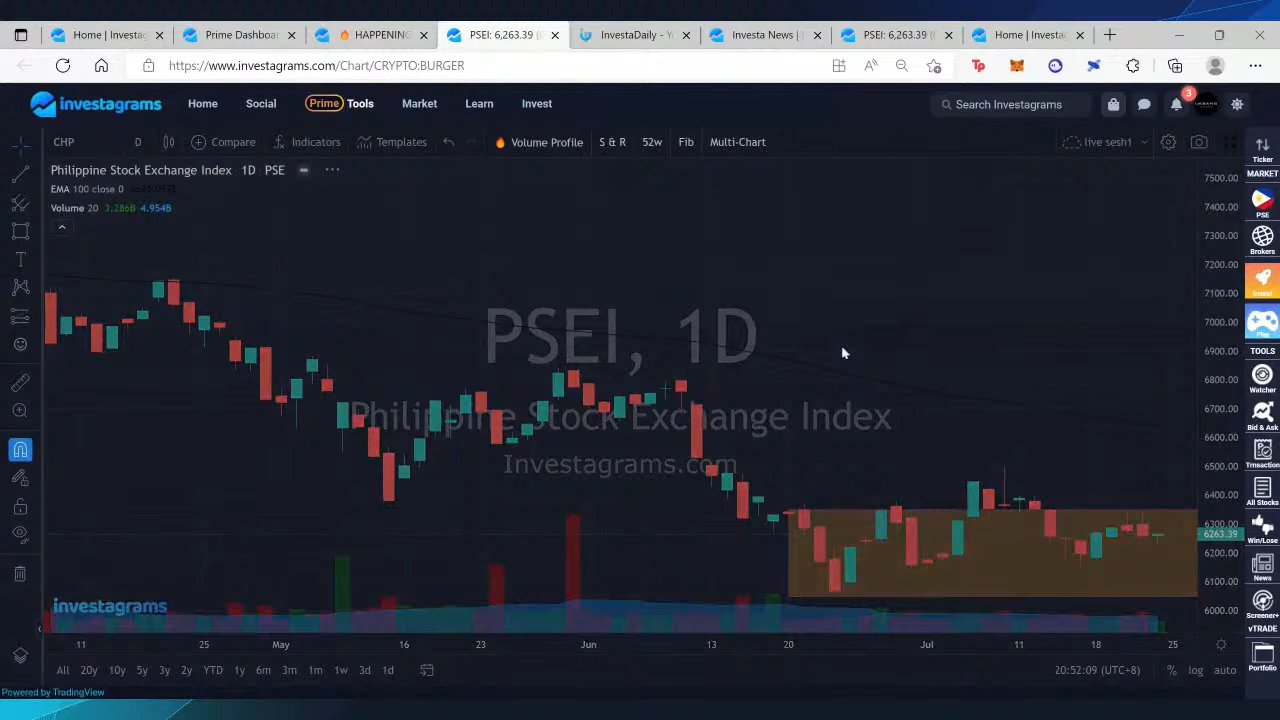 Home | Investag
Prime Dashboa
HAPPENING
PSEI: 6,263.39 (
InvestaDaily - Y
Investa News |
PSEI: 6,263.39 (
Home | Investag
https://www.investagrams.com/Chart/CRYPTO:BURGER
investagrams Home Social Prime Tools Market Learn Invest Search Investagrams 3
CHP D Compare Indicators Templates Volume Profile S & R 52w Fib Multi-Chart live sesh1
Philippine Stock Exchange Index 1D PSE
EMA 100 close 0
Volume 20 3.286B 4.954B
PSEI, 1D
Philippine Stock Exchange Index
Investagrams.com
investagrams
7500.00
7400.00
7300.00
7200.00
7100.00
7000.00
6900.00
6800.00
6700.00
6600.00
6500.00
6400.00
6300.00
6263.39
6200.00
6100.00
6000.00
Ticker
MARKET
PSE
Brokers
Invest
Play
TOOLS
Watcher
Bid & Ask
Trnsaction
All Stocks
Win/Lose
News
Screener+
vTRADE
Portfolio
11 25 May 16 23 Jun 13 20 Jul 11 18 25
All 20y 10y 5y 3y 2y YTD 1y 6m 3m 1m 1w 3d 1d 20:52:09 (UTC+8) % log auto
Powered by TradingView